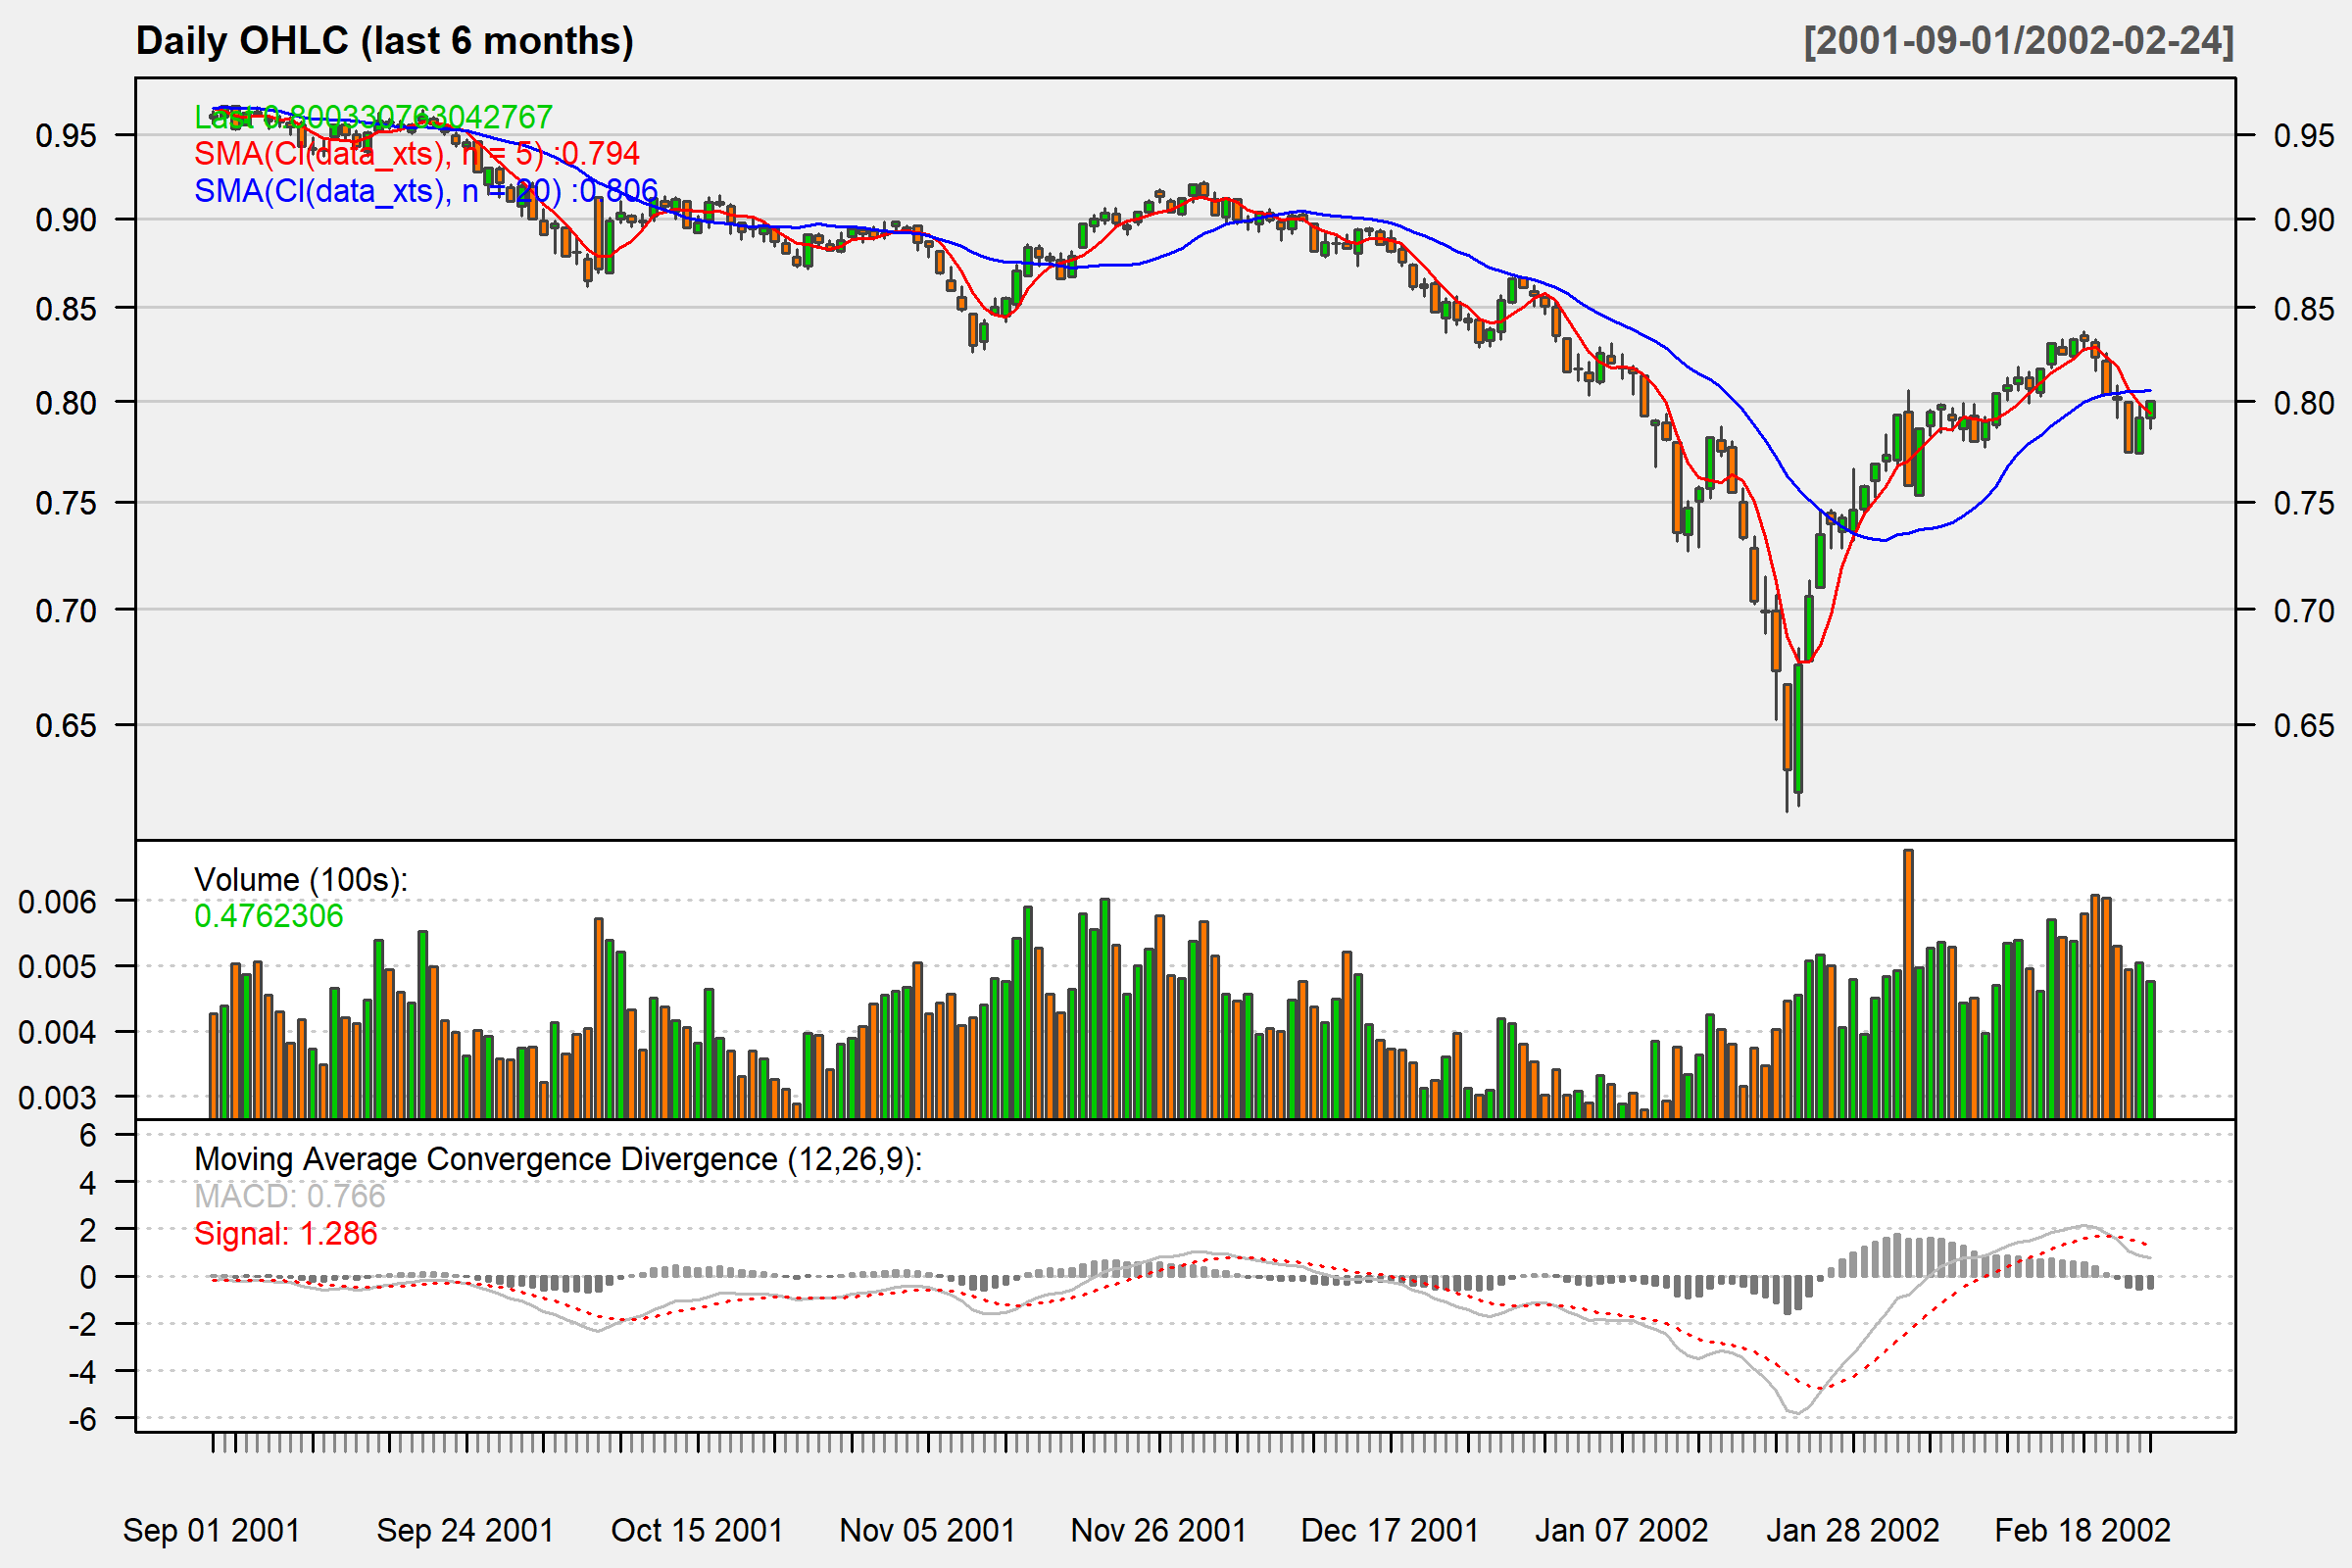 Daily OHLC (last 6 months) [2001-09-01/2002-02-24]
Last 0.800330763042767
SMA(Cl(data_xts), n = 5) :0.794
SMA(Cl(data_xts), n = 20) :0.806
0.95 0.95
0.90 0.90
0.85 0.85
0.80 0.80
0.75 0.75
0.70 0.70
0.65 0.65
Volume (100s):
0.4762306
0.006
0.005
0.004
0.003
Moving Average Convergence Divergence (12,26,9):
MACD: 0.766
Signal: 1.286
6
4
2
0
-2
-4
-6
Sep 01 2001 Sep 24 2001 Oct 15 2001 Nov 05 2001 Nov 26 2001 Dec 17 2001 Jan 07 2002 Jan 28 2002 Feb 18 2002